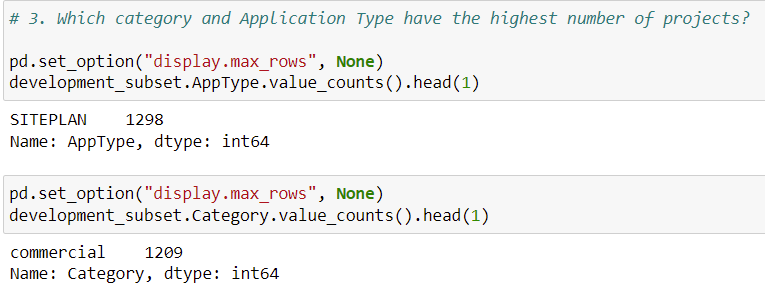 # 3. Which category and Application Type have the highest number of projects?
pd.set_option("display.max_rows", None)
development_subset.AppType.value_counts().head(1)
SITEPLAN    1298
Name: AppType, dtype: int64
pd.set_option("display.max_rows", None)
development_subset.Category.value_counts().head(1)
commercial    1209
Name: Category, dtype: int64